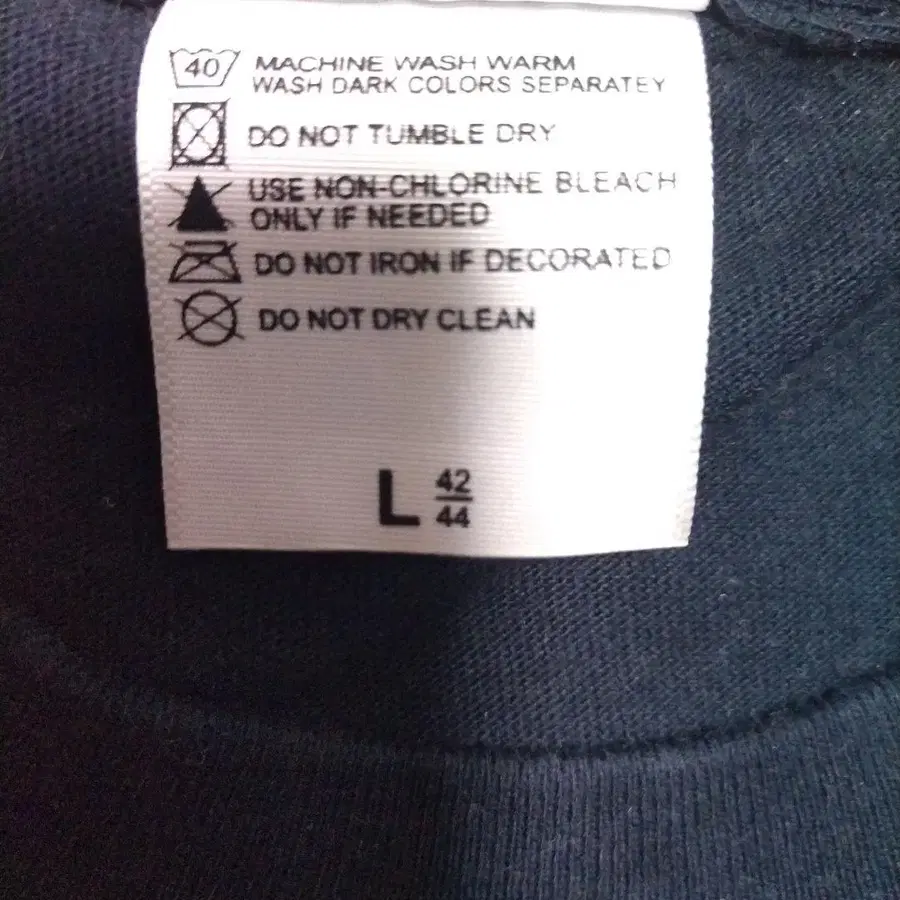 40 MACHINE WASH WARM
WASH DARK COLORS SEPARATEY
DO NOT TUMBLE DRY
USE NON-CHLORINE BLEACH
ONLY IF NEEDED
DO NOT IRON IF DECORATED
DO NOT DRY CLEAN
L 42/44